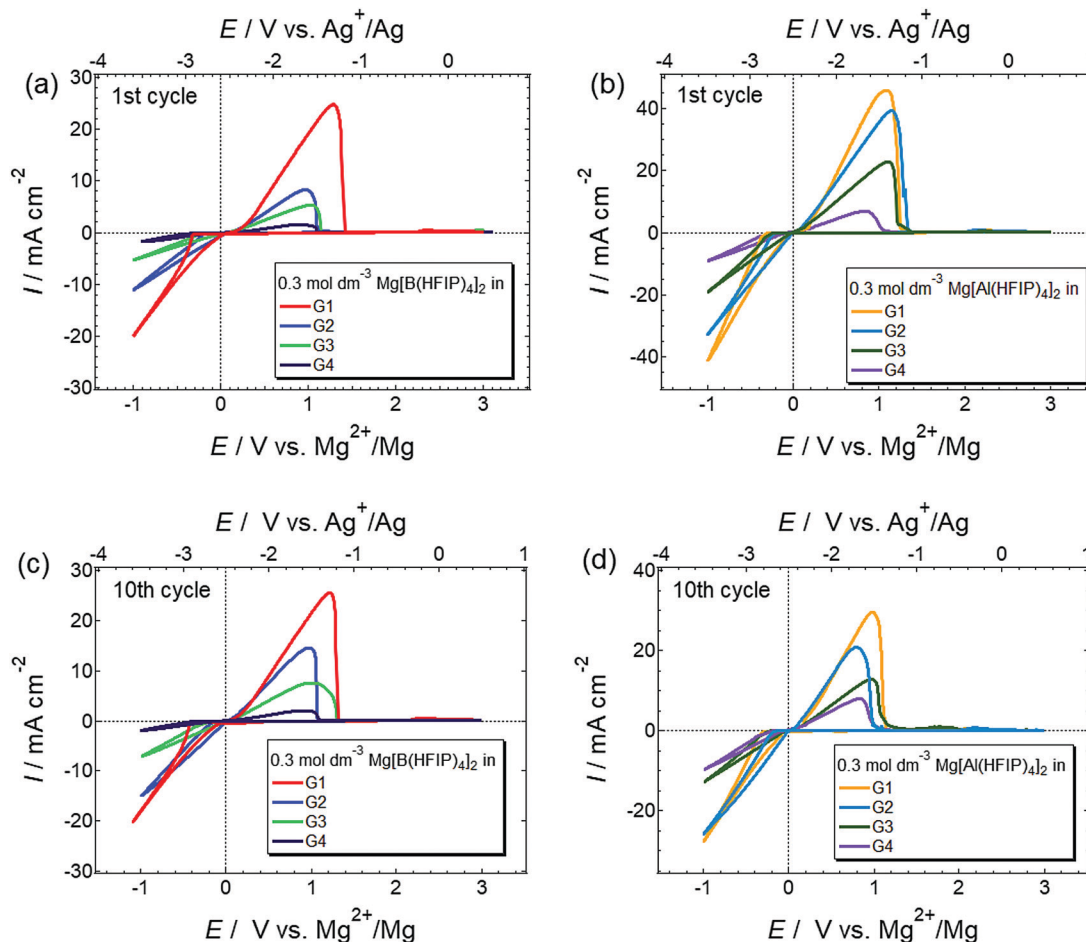 E / V vs. Ag⁺/Ag
-4 -3 -2 -1 0
(a)
1st cycle
30
20
10
0
-10
-20
-30
I / mA cm⁻²
0.3 mol dm⁻³ Mg[B(HFIP)₄]₂ in
G1
G2
G3
G4
-1 0 1 2 3
E / V vs. Mg²⁺/Mg
E / V vs. Ag⁺/Ag
-4 -3 -2 -1 0
(b)
1st cycle
40
20
0
-20
-40
I / mA cm⁻²
0.3 mol dm⁻³ Mg[Al(HFIP)₄]₂ in
G1
G2
G3
G4
-1 0 1 2 3
E / V vs. Mg²⁺/Mg
E / V vs. Ag⁺/Ag
-4 -3 -2 -1 0 1
(c)
10th cycle
30
20
10
0
-10
-20
-30
I / mA cm⁻²
0.3 mol dm⁻³ Mg[B(HFIP)₄]₂ in
G1
G2
G3
G4
-1 0 1 2 3
E / V vs. Mg²⁺/Mg
E / V vs. Ag⁺/Ag
-4 -3 -2 -1 0 1
(d)
10th cycle
40
20
0
-20
I / mA cm⁻²
0.3 mol dm⁻³ Mg[Al(HFIP)₄]₂ in
G1
G2
G3
G4
-1 0 1 2 3
E / V vs. Mg²⁺/Mg